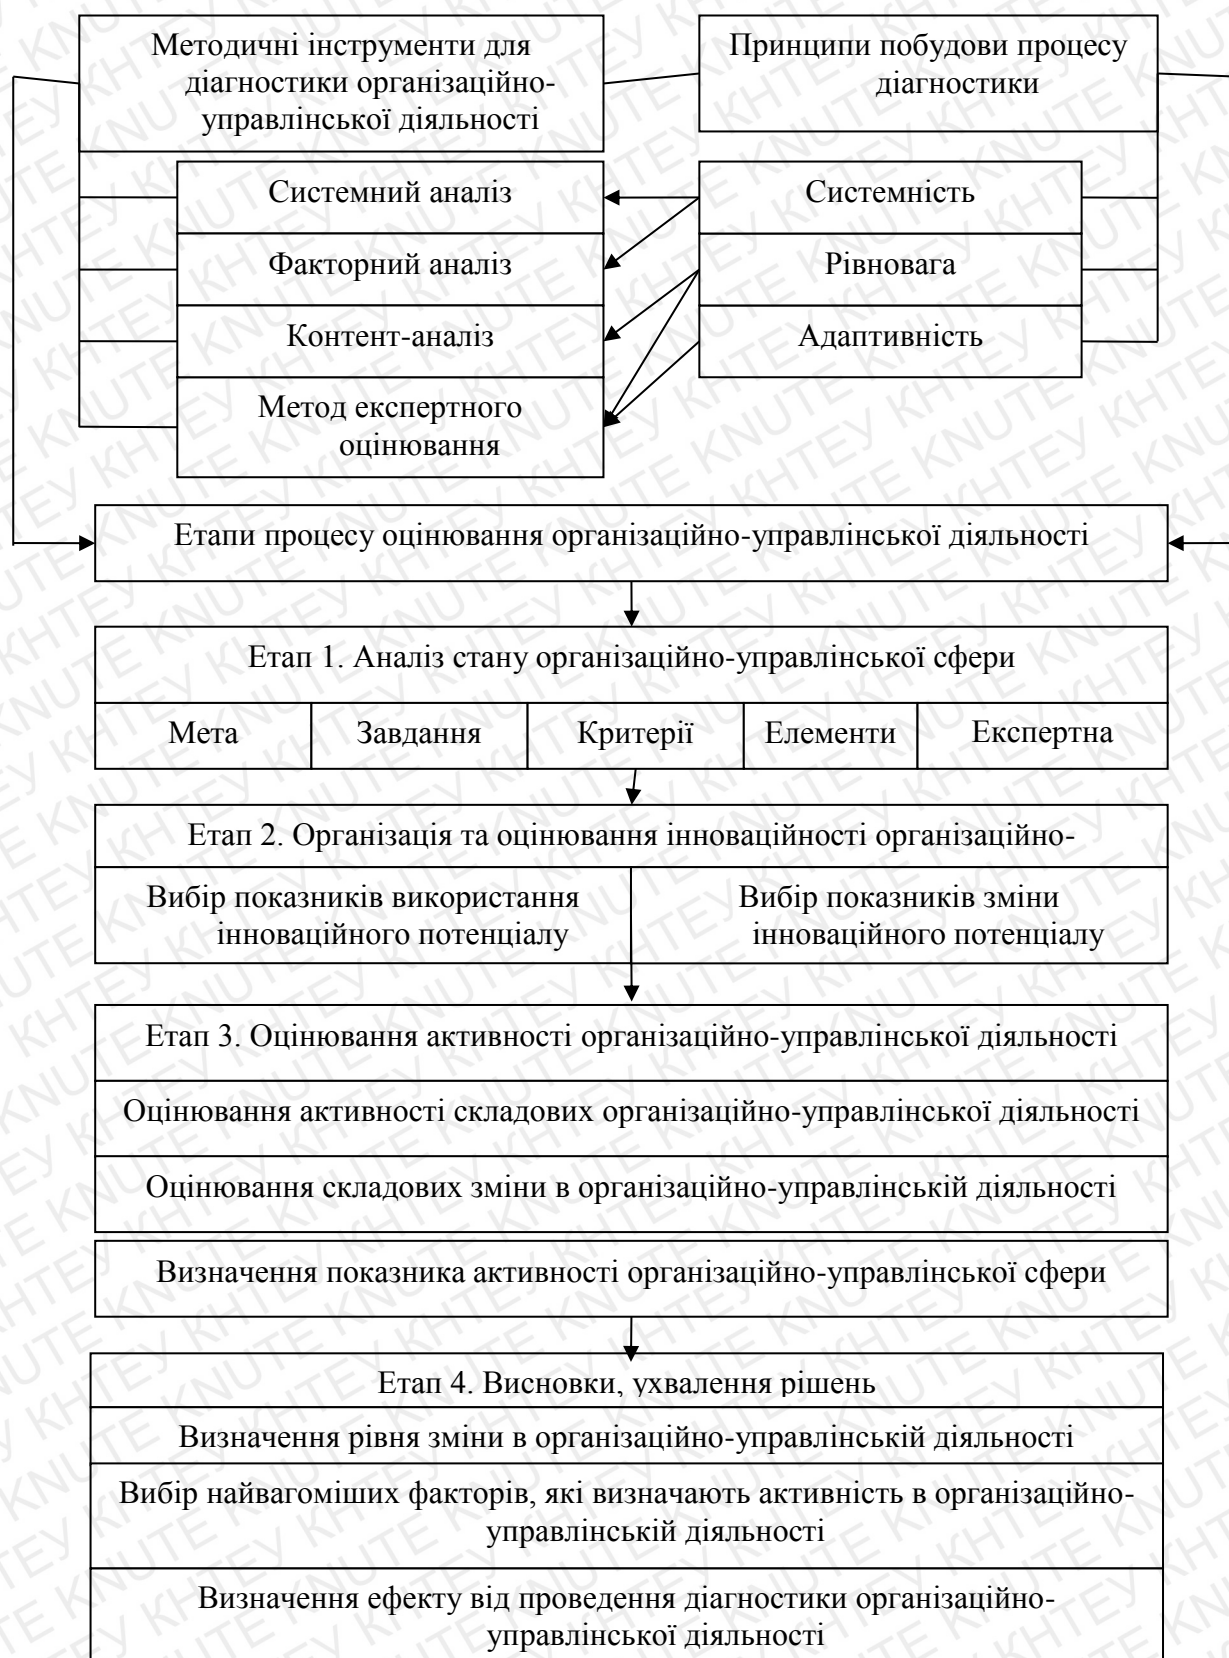 Методичні інструменти для
діагностики організаційно-
управлінської діяльності
Принципи побудови процесу
діагностики
Системний аналіз
Факторний аналіз
Контент-аналіз
Метод експертного
оцінювання
Системність
Рівновага
Адаптивність
Етапи процесу оцінювання організаційно-управлінської діяльності
Етап 1. Аналіз стану організаційно-управлінської сфери
Мета
Завдання
Критерії
Елементи
Експертна
Етап 2. Організація та оцінювання інноваційності організаційно-
Вибір показників використання
інноваційного потенціалу
Вибір показників зміни
інноваційного потенціалу
Етап 3. Оцінювання активності організаційно-управлінської діяльності
Оцінювання активності складових організаційно-управлінської діяльності
Оцінювання складових зміни в організаційно-управлінській діяльності
Визначення показника активності організаційно-управлінської сфери
Етап 4. Висновки, ухвалення рішень
Визначення рівня зміни в організаційно-управлінській діяльності
Вибір найвагоміших факторів, які визначають активність в організаційно-
управлінській діяльності
Визначення ефекту від проведення діагностики організаційно-
управлінської діяльності